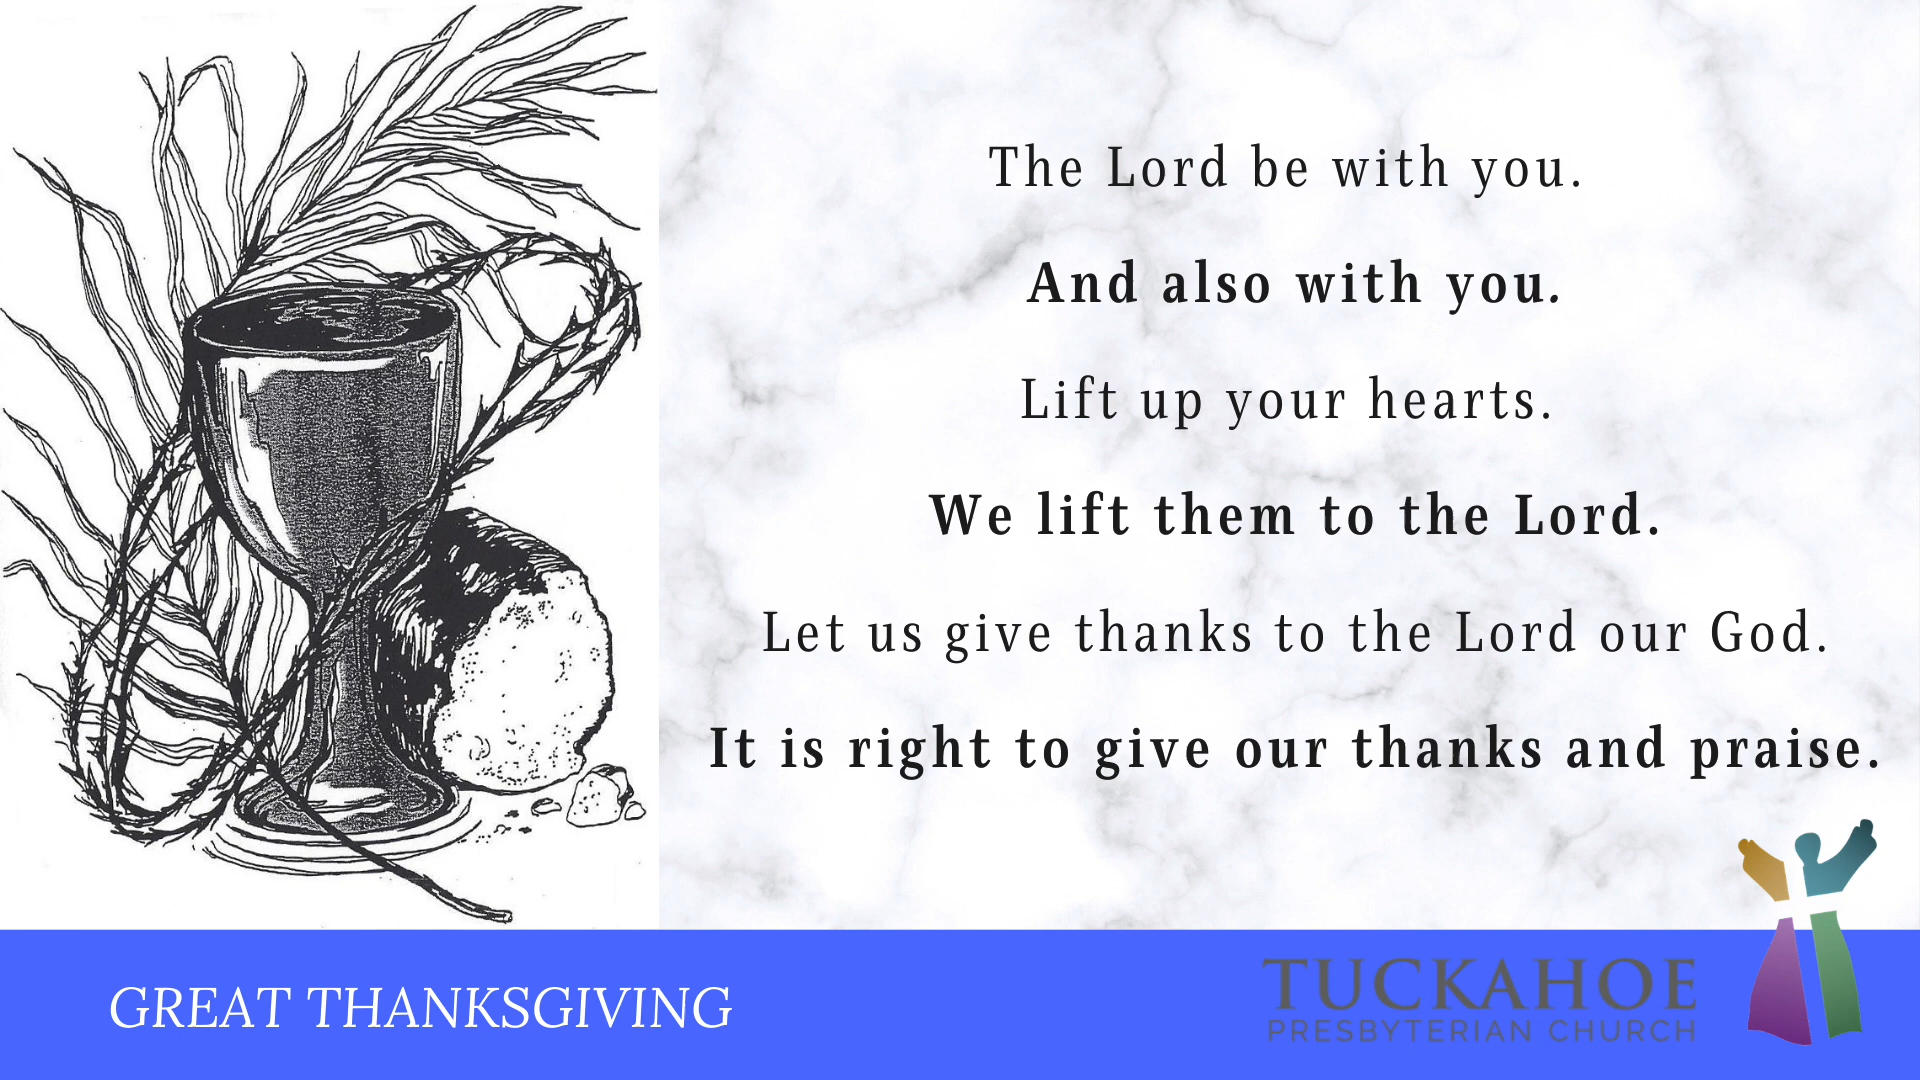 The Lord be with you.
And also with you.
Lift up your hearts.
We lift them to the Lord.
Let us give thanks to the Lord our God.
It is right to give our thanks and praise.
GREAT THANKSGIVING
TUCKAHOE
PRESBYTERIAN CHURCH